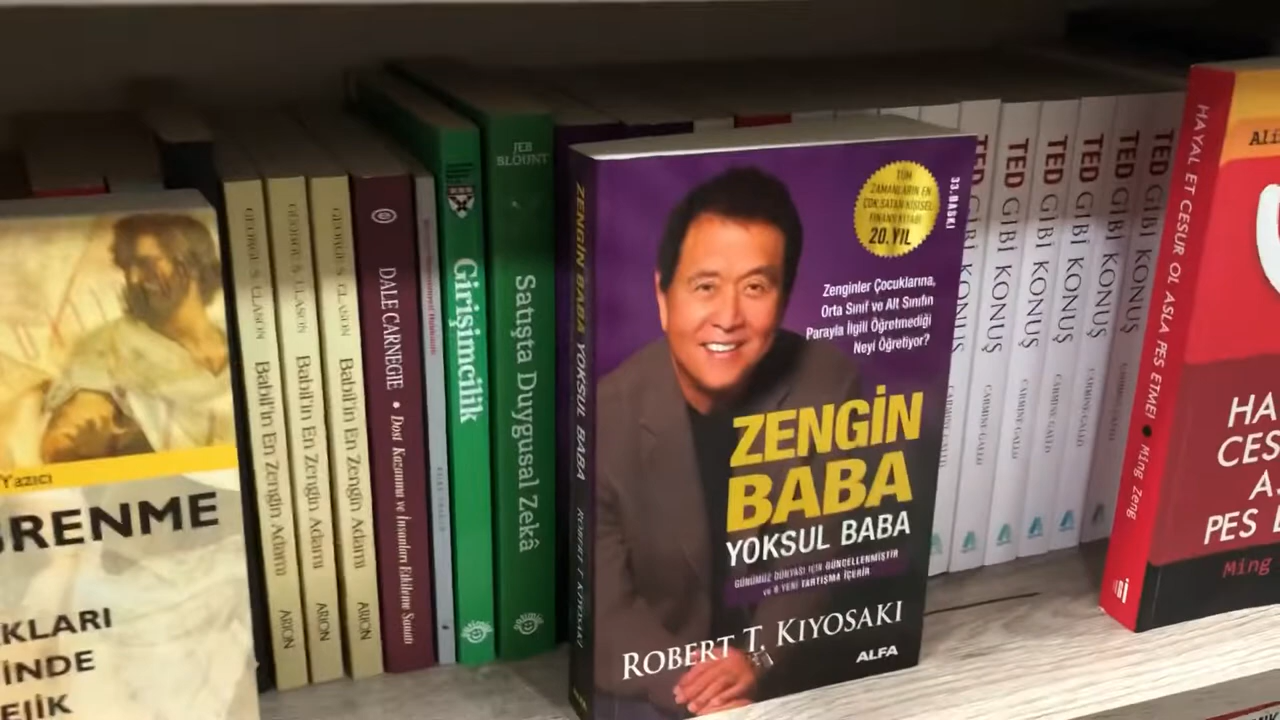 Yazıcı
KLARI
İNDE
EJİK
GEORGE S. CLASON Babil'in En Zengin Adamı ARION
GEORGE S. CLASON Babil'in En Zengin Adamı ARION
GEORGE S. CLASON Babil'in En Zengin Adamı ARION
DALE CARNEGIE • Dost Kazanma ve İnsanları Etkileme Sanatı
Girişimcilik
JEB
BLOUNT
Satışta Duygusal Zekâ
ZENGİN BABA YOKSUL BABA ROBERT T. KIYOSAKI ALFA
TÜM
ZAMANLARIN EN
ÇOK SATAN KİŞİSEL
FİNANS KİTABI
20. YIL
33. BASKI
Zenginler Çocuklarına,
Orta Sınıf ve Alt Sınıfın
Parayla İlgili Öğretmediği
Neyi Öğretiyor?
ZENGİN
BABA
YOKSUL BABA
GÜNÜMÜZ DÜNYASI İÇİN GÜNCELLENMİŞTİR
ve 9 YENİ TARTIŞMA İÇERİR
ROBERT T. KIYOSAKI
ALFA
TED GİBİ KONUŞ CARMINE GALLO
TED GİBİ KONUŞ CARMINE GALLO
TED GİBİ KONUŞ CARMINE GALLO
TED GİBİ KONUŞ CARMINE GALLO
TED GİBİ KONUŞ
TED GİBİ KONUŞ
HAYAL ET CESUR OL ASLA PES ETME! • Ming Zeng
Ali
HA
CES
A
PES
Ming